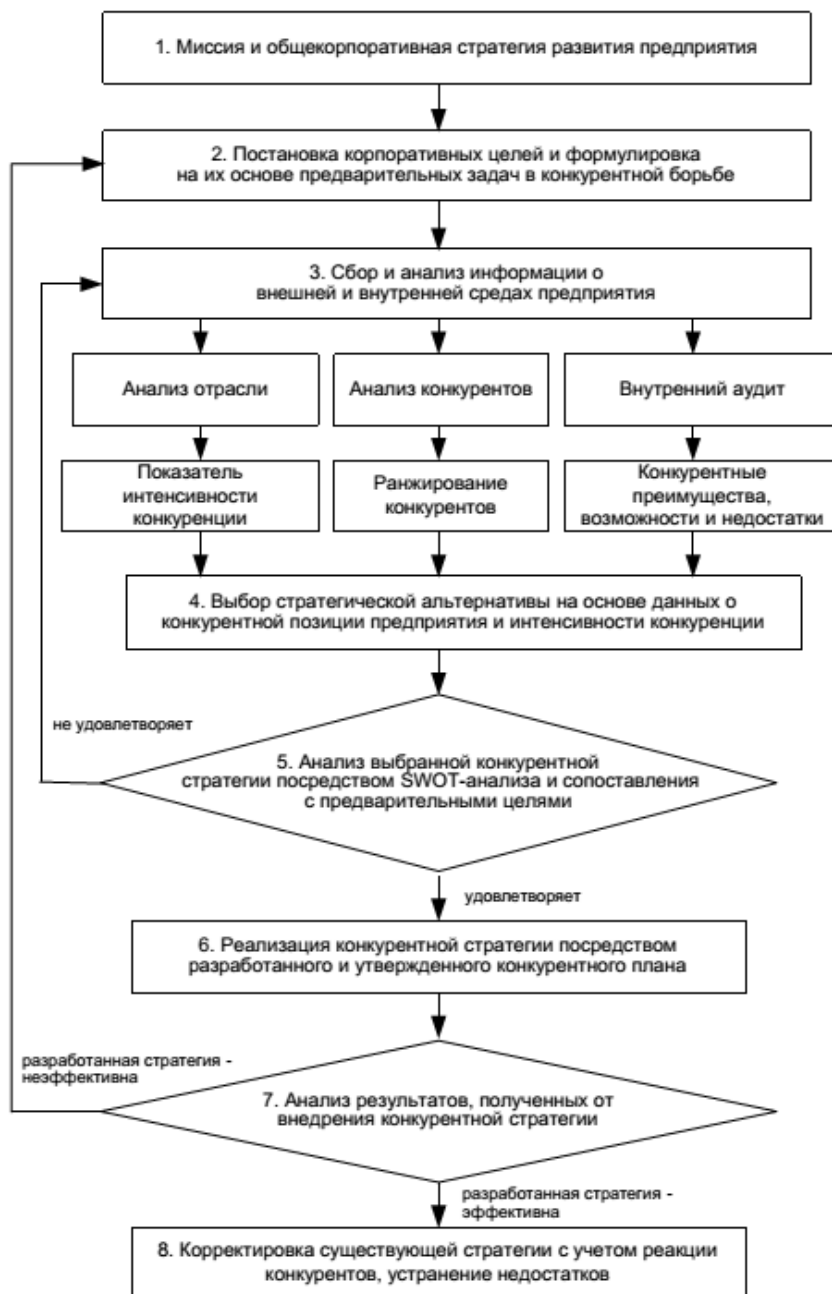 1. Миссия и общекорпоративная стратегия развития предприятия
2. Постановка корпоративных целей и формулировка
на их основе предварительных задач в конкурентной борьбе
3. Сбор и анализ информации о
внешней и внутренней средах предприятия
Анализ отрасли
Анализ конкурентов
Внутренний аудит
Показатель
интенсивности
конкуренции
Ранжирование
конкурентов
Конкурентные
преимущества,
возможности и недостатки
4. Выбор стратегической альтернативы на основе данных о
конкурентной позиции предприятия и интенсивности конкуренции
не удовлетворяет
5. Анализ выбранной конкурентной
стратегии посредством SWOT-анализа и сопоставления
с предварительными целями
удовлетворяет
6. Реализация конкурентной стратегии посредством
разработанного и утвержденного конкурентного плана
разработанная стратегия -
неэффективна
7. Анализ результатов, полученных от
внедрения конкурентной стратегии
разработанная стратегия -
эффективна
8. Корректировка существующей стратегии с учетом реакции
конкурентов, устранение недостатков